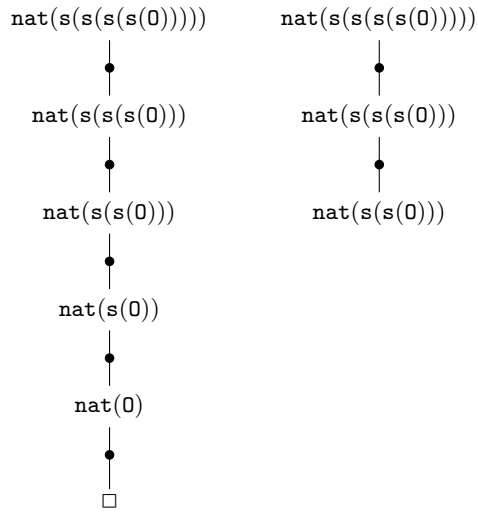 nat(s(s(s(s(0))))) nat(s(s(s(s(0)))))
nat(s(s(s(0))) nat(s(s(s(0)))
nat(s(s(0))) nat(s(s(0)))
nat(s(0))
nat(0)
□